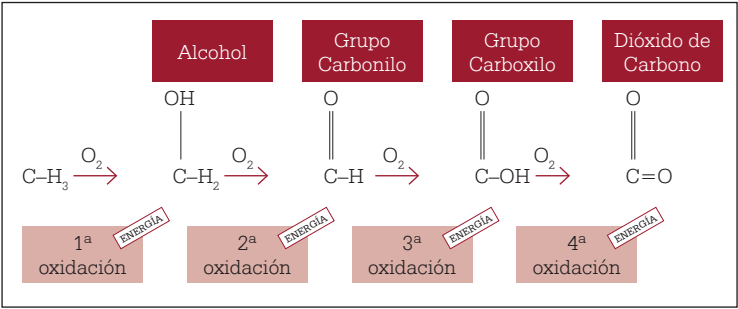 Alcohol
Grupo
Carbonilo
Grupo
Carboxilo
Dióxido de
Carbono
OH
O
O
O
C–H₃ O₂ C–H₂ O₂ C–H O₂ C–OH O₂ C=O
ENERGÍA
ENERGÍA
ENERGÍA
ENERGÍA
1ª
oxidación
2ª
oxidación
3ª
oxidación
4ª
oxidación